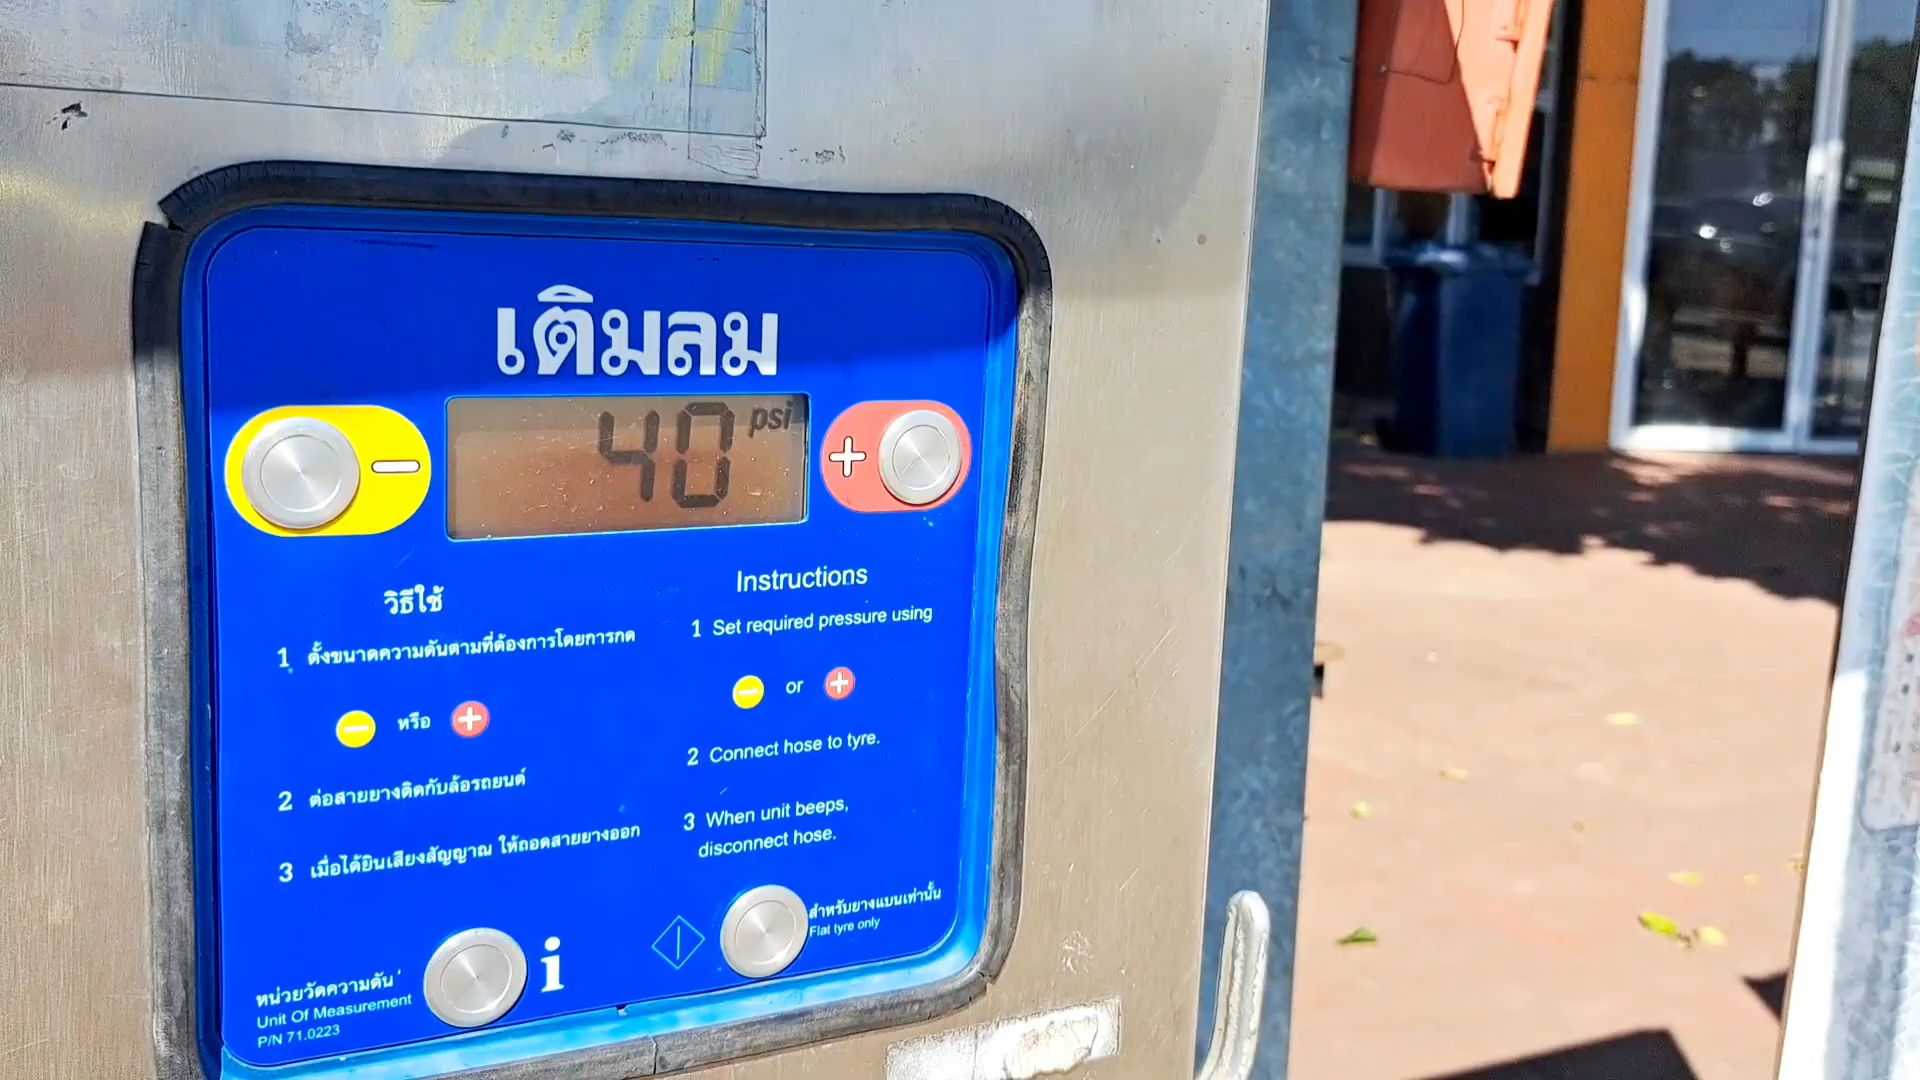 เติมลม
−
40 psi
+
วิธีใช้
1 ตั้งขนาดความดันตามที่ต้องการโดยการกด
− หรือ +
2 ต่อสายยางติดกับล้อรถยนต์
3 เมื่อได้ยินเสียงสัญญาณ ให้ถอดสายยางออก
Instructions
1 Set required pressure using
− or +
2 Connect hose to tyre.
3 When unit beeps,
disconnect hose.
หน่วยวัดความดัน
Unit Of Measurement
P/N 71.0223
i
สำหรับยางแบนเท่านั้น
Flat tyre only